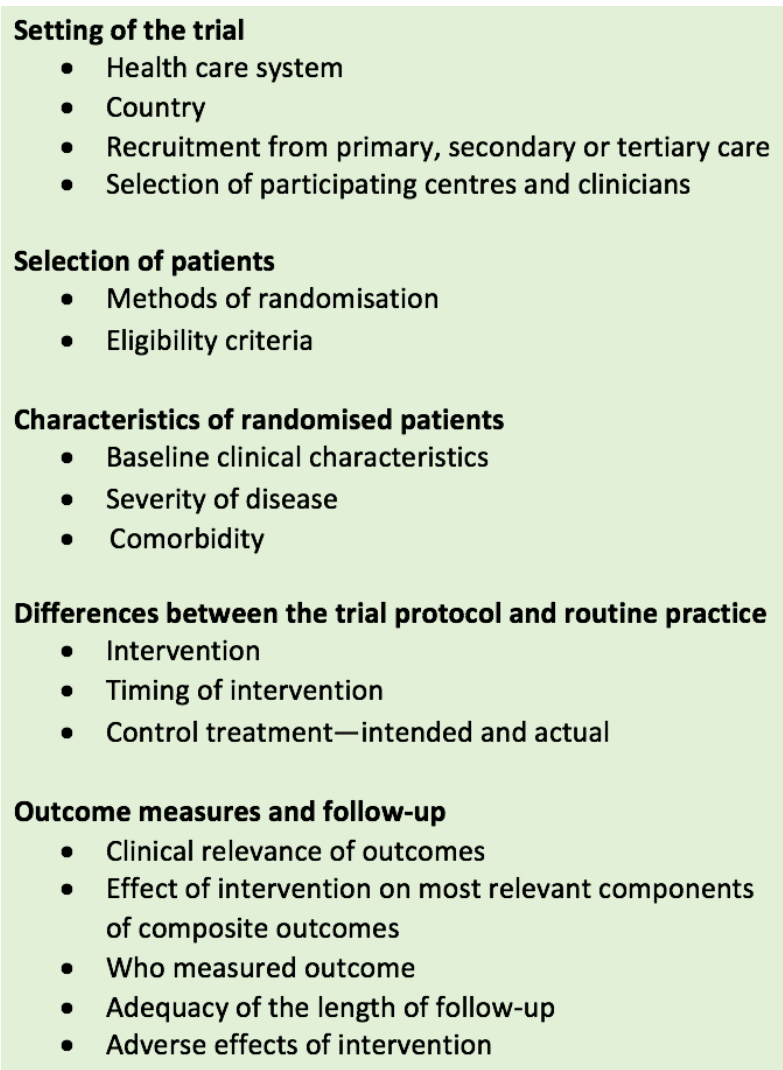 Setting of the trial
• Health care system
• Country
• Recruitment from primary, secondary or tertiary care
• Selection of participating centres and clinicians
Selection of patients
• Methods of randomisation
• Eligibility criteria
Characteristics of randomised patients
• Baseline clinical characteristics
• Severity of disease
• Comorbidity
Differences between the trial protocol and routine practice
• Intervention
• Timing of intervention
• Control treatment—intended and actual
Outcome measures and follow-up
• Clinical relevance of outcomes
• Effect of intervention on most relevant components
of composite outcomes
• Who measured outcome
• Adequacy of the length of follow-up
• Adverse effects of intervention